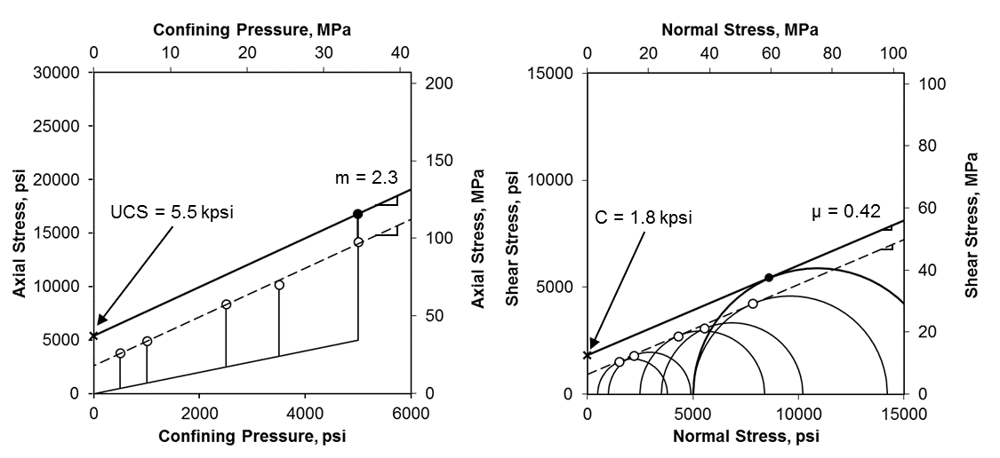 Confining Pressure, MPa
0 10 20 30 40
30000
25000
20000
15000
10000
5000
0
Axial Stress, psi
200
150
100
50
0
Axial Stress, MPa
m = 2.3
UCS = 5.5 kpsi
0 2000 4000 6000
Confining Pressure, psi
Normal Stress, MPa
0 20 40 60 80 100
15000
10000
5000
0
Shear Stress, psi
100
80
60
40
20
0
Shear Stress, MPa
μ = 0.42
C = 1.8 kpsi
0 5000 10000 15000
Normal Stress, psi